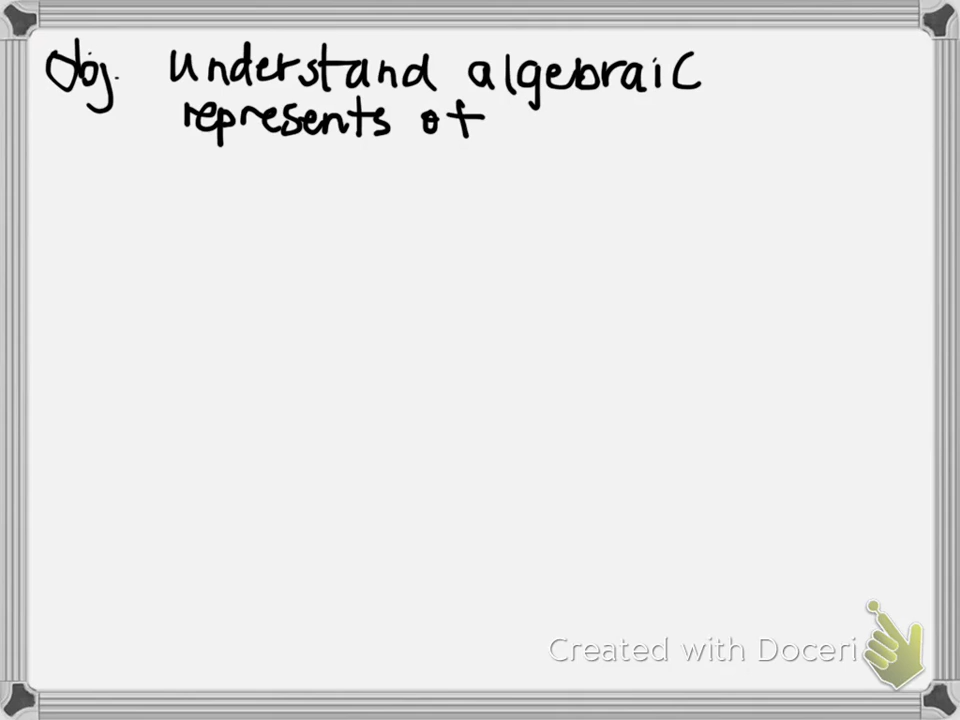 Obj. Understand algebraic
represents of
Created with Doceri